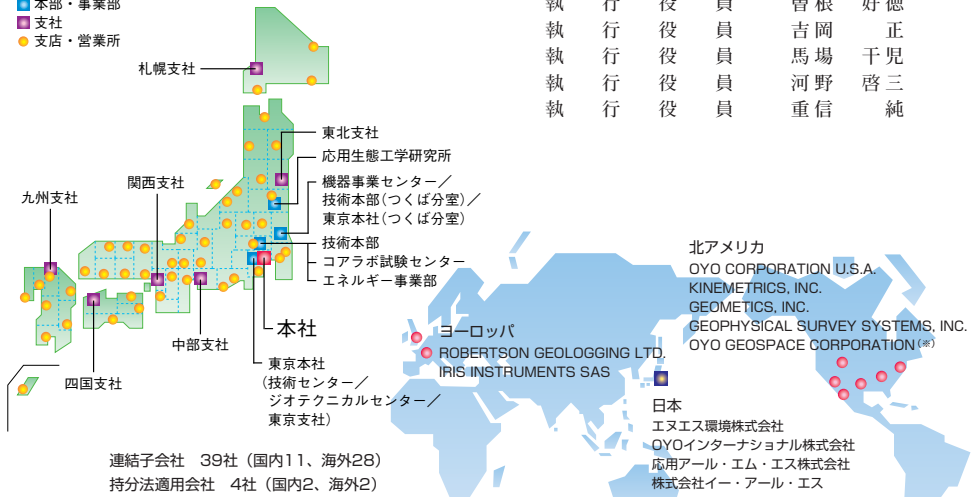 本部・事業部
支社
支店・営業所
執行役員 曽根好徳
執行役員 吉岡正
執行役員 馬場干児
執行役員 河野啓三
執行役員 重信純
札幌支社
東北支社
応用生態工学研究所
機器事業センター／
技術本部(つくば分室)／
東京本社(つくば分室)
技術本部
コアラボ試験センター
エネルギー事業部
関西支社
九州支社
本社
中部支社
四国支社
東京本社
(技術センター／
ジオテクニカルセンター／
東京支社)
連結子会社 39社（国内11、海外28）
持分法適用会社 4社（国内2、海外2）
ヨーロッパ
ROBERTSON GEOLOGGING LTD.
IRIS INSTRUMENTS SAS
北アメリカ
OYO CORPORATION U.S.A.
KINEMETRICS, INC.
GEOMETICS, INC.
GEOPHYSICAL SURVEY SYSTEMS, INC.
OYO GEOSPACE CORPORATION(※)
日本
エヌエス環境株式会社
OYOインターナショナル株式会社
応用アール・エム・エス株式会社
株式会社イー・アール・エス